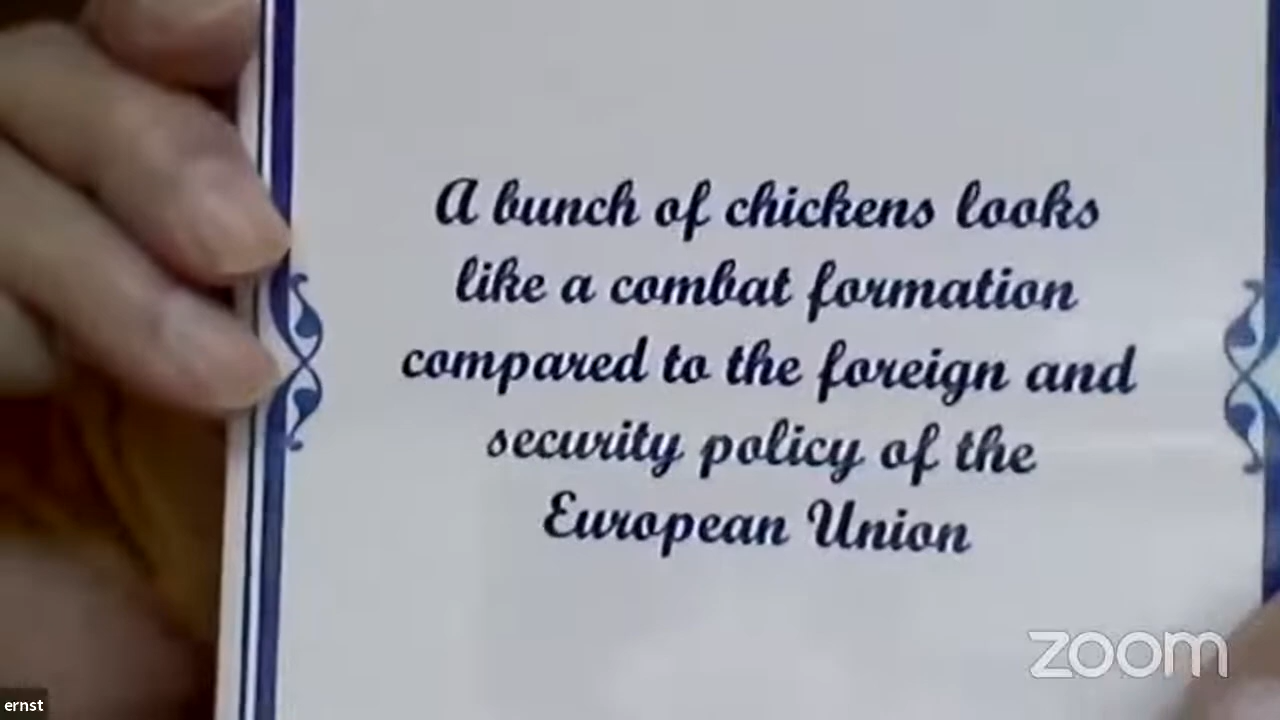 A bunch of chickens looks
like a combat formation
compared to the foreign and
security policy of the
European Union
zoom
ernst